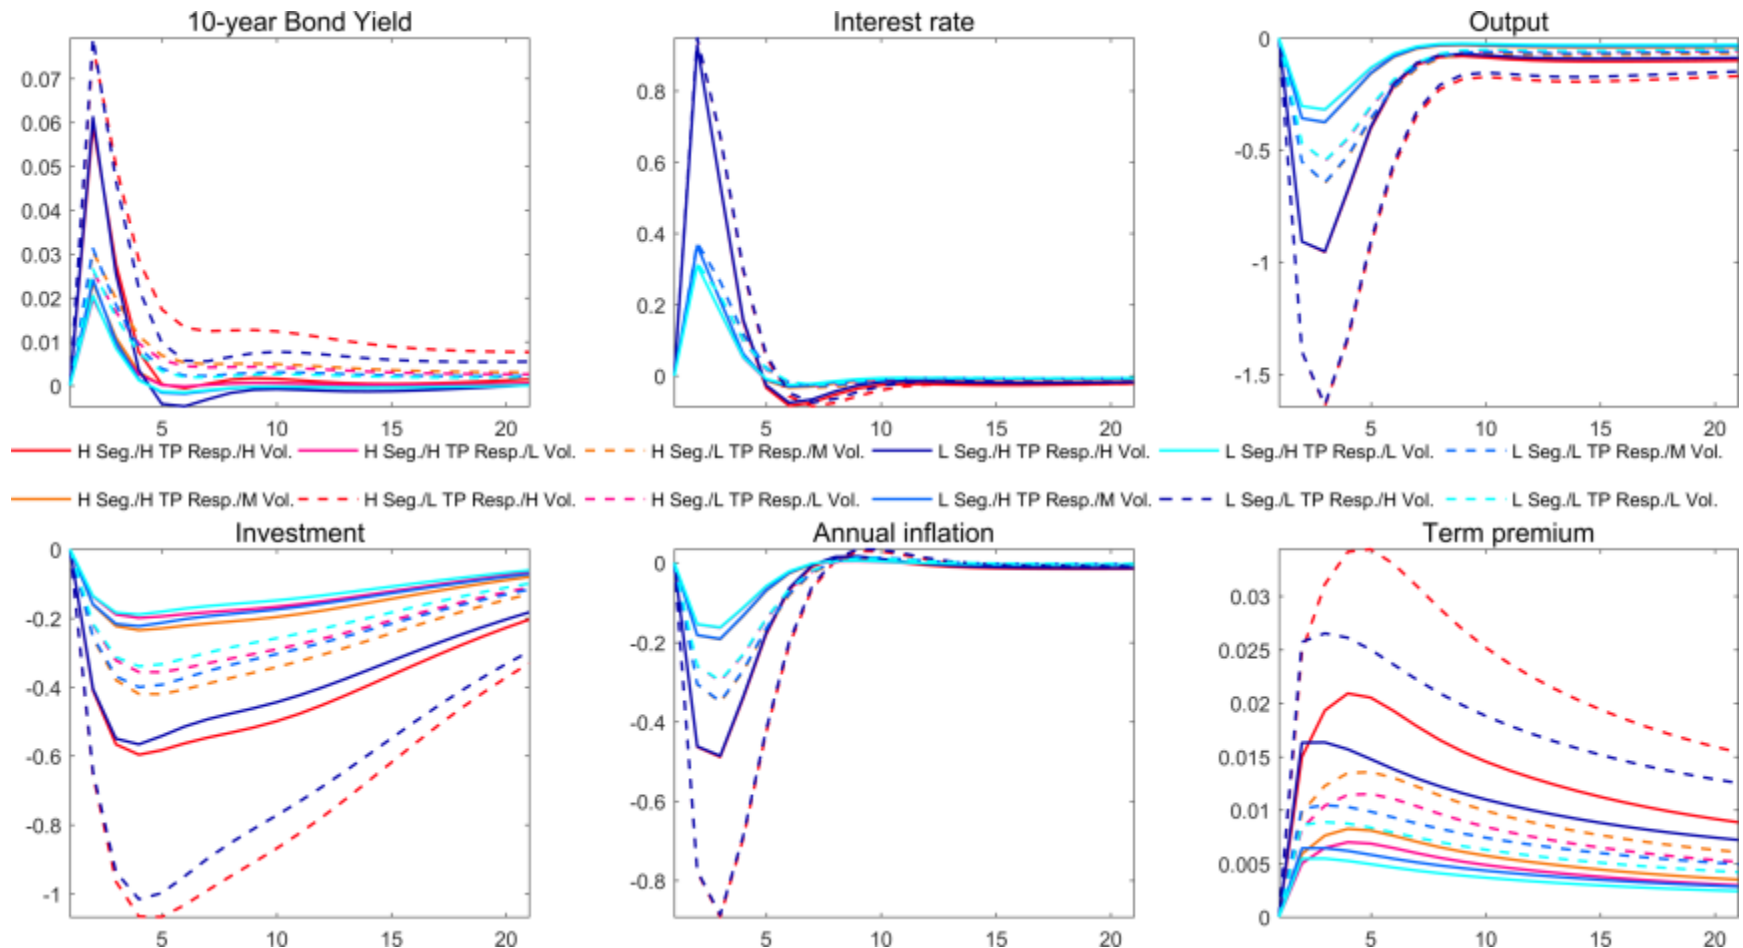 10-year Bond Yield
0.07
0.06
0.05
0.04
0.03
0.02
0.01
0
5 10 15 20
Interest rate
0.8
0.6
0.4
0.2
0
5 10 15 20
Output
0
-0.5
-1
-1.5
5 10 15 20
H Seg./H TP Resp./H Vol. H Seg./H TP Resp./L Vol. H Seg./L TP Resp./M Vol. L Seg./H TP Resp./H Vol. L Seg./H TP Resp./L Vol. L Seg./L TP Resp./M Vol.
H Seg./H TP Resp./M Vol. H Seg./L TP Resp./H Vol. H Seg./L TP Resp./L Vol. L Seg./H TP Resp./M Vol. L Seg./L TP Resp./H Vol. L Seg./L TP Resp./L Vol.
Investment
0
-0.2
-0.4
-0.6
-0.8
-1
5 10 15 20
Annual inflation
0
-0.2
-0.4
-0.6
-0.8
5 10 15 20
Term premium
0.03
0.025
0.02
0.015
0.01
0.005
0
5 10 15 20